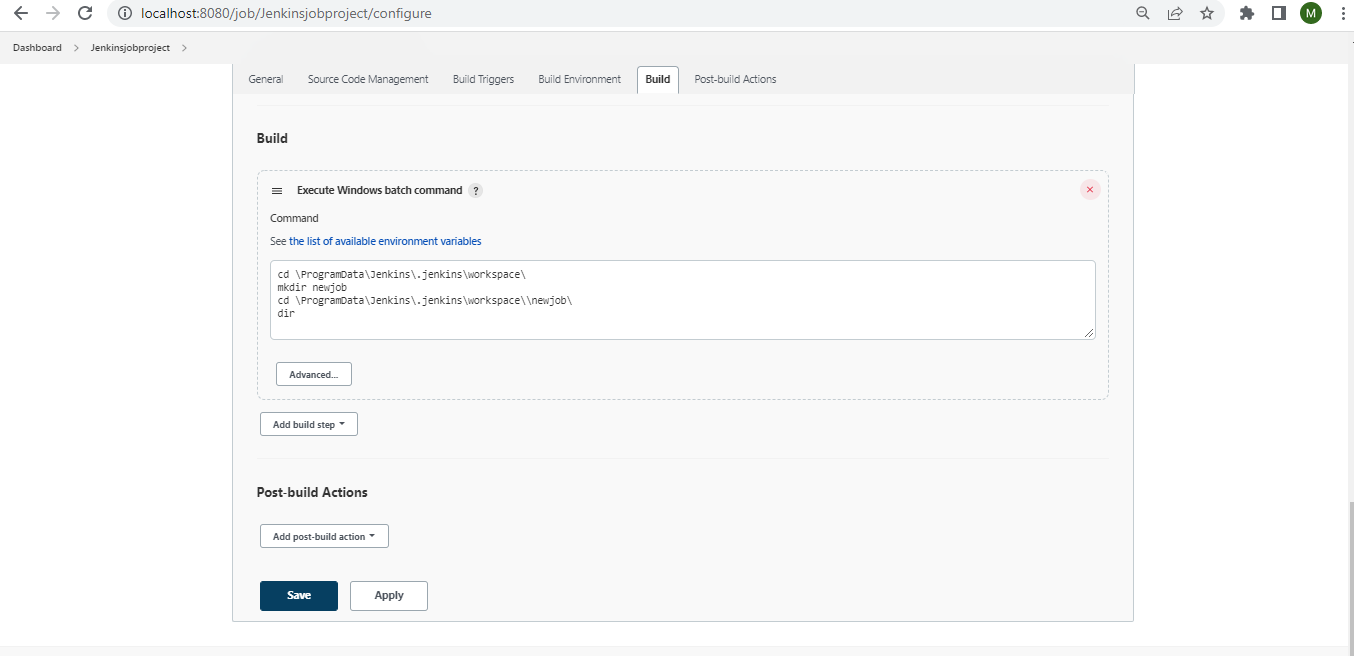 localhost:8080/job/Jenkinsjobproject/configure
M
Dashboard > Jenkinsjobproject >
General Source Code Management Build Triggers Build Environment Build Post-build Actions
Build
Execute Windows batch command ?
Command
See the list of available environment variables
cd \ProgramData\Jenkins\.jenkins\workspace\
mkdir newjob
cd \ProgramData\Jenkins\.jenkins\workspace\\newjob\
dir
Advanced...
Add build step
Post-build Actions
Add post-build action
Save Apply